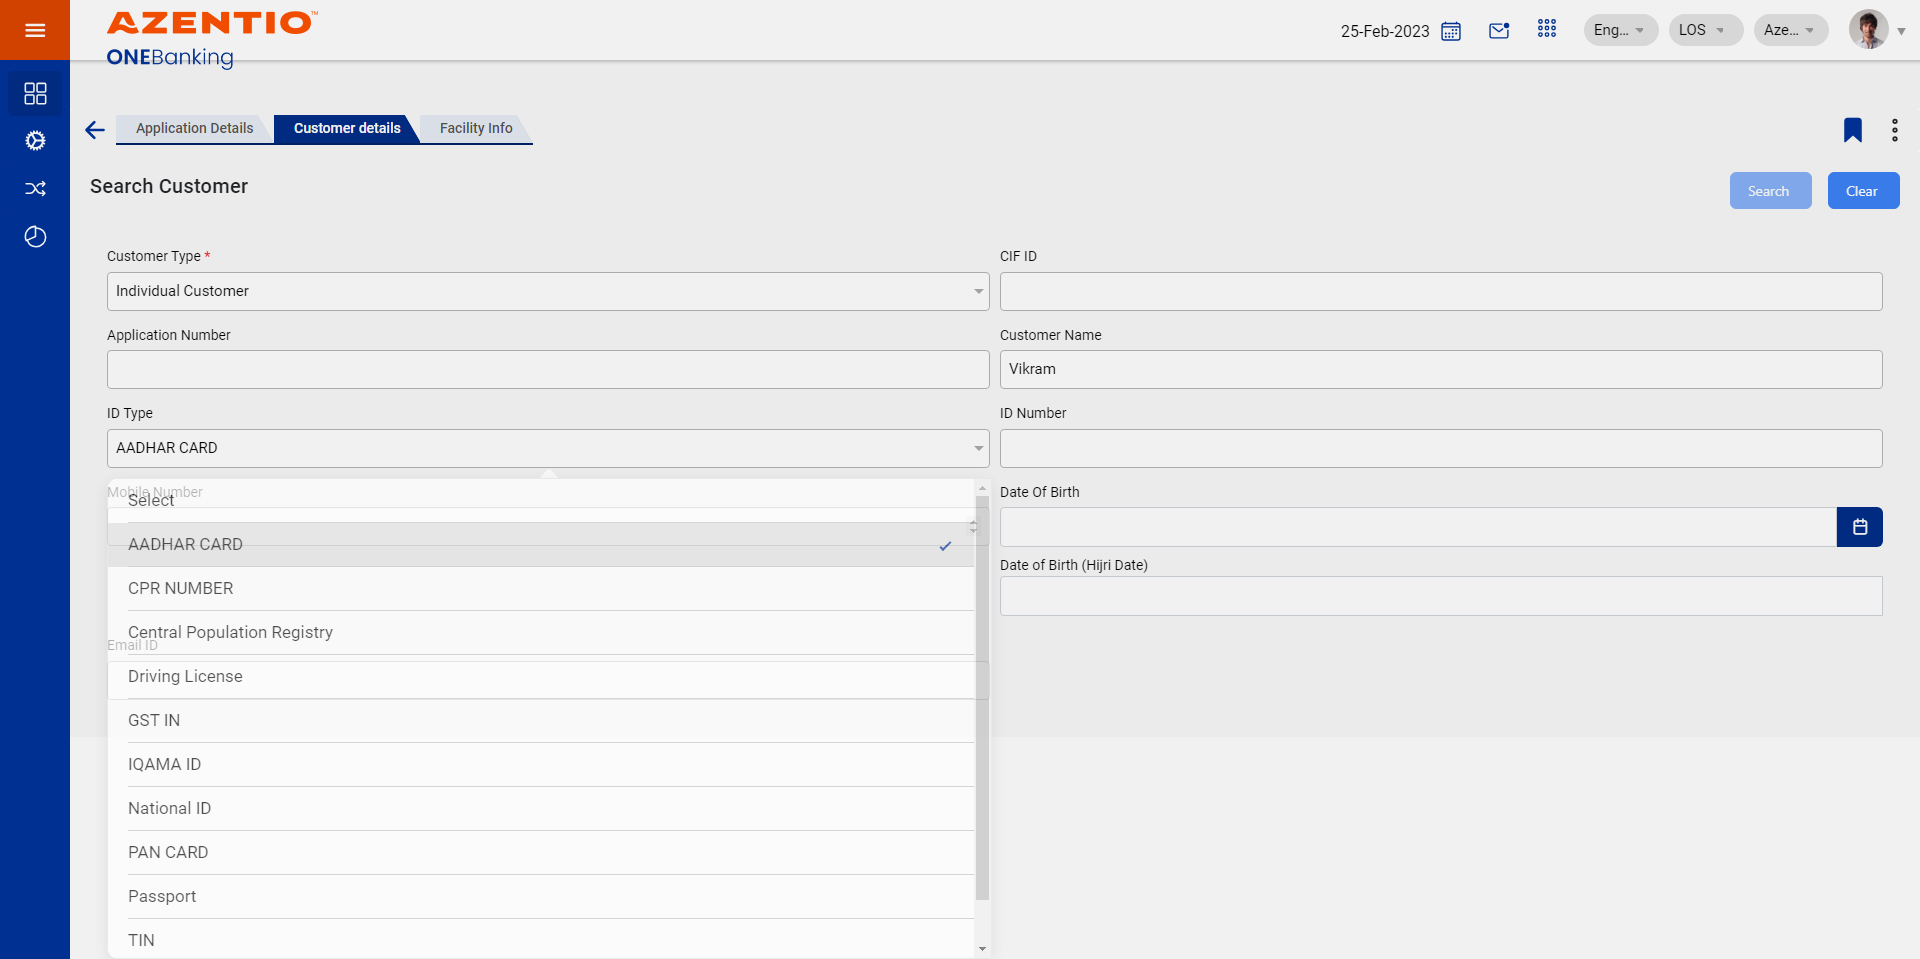 AZENTIO™
ONEBanking
25-Feb-2023
Eng...
LOS
Aze...
Application Details
Customer details
Facility Info
Search Customer
Search
Clear
Customer Type *
CIF ID
Individual Customer
Application Number
Customer Name
Vikram
ID Type
ID Number
AADHAR CARD
Mobile Number
Date Of Birth
Select
AADHAR CARD
Date of Birth (Hijri Date)
CPR NUMBER
Central Population Registry
Email ID
Driving License
GST IN
IQAMA ID
National ID
PAN CARD
Passport
TIN